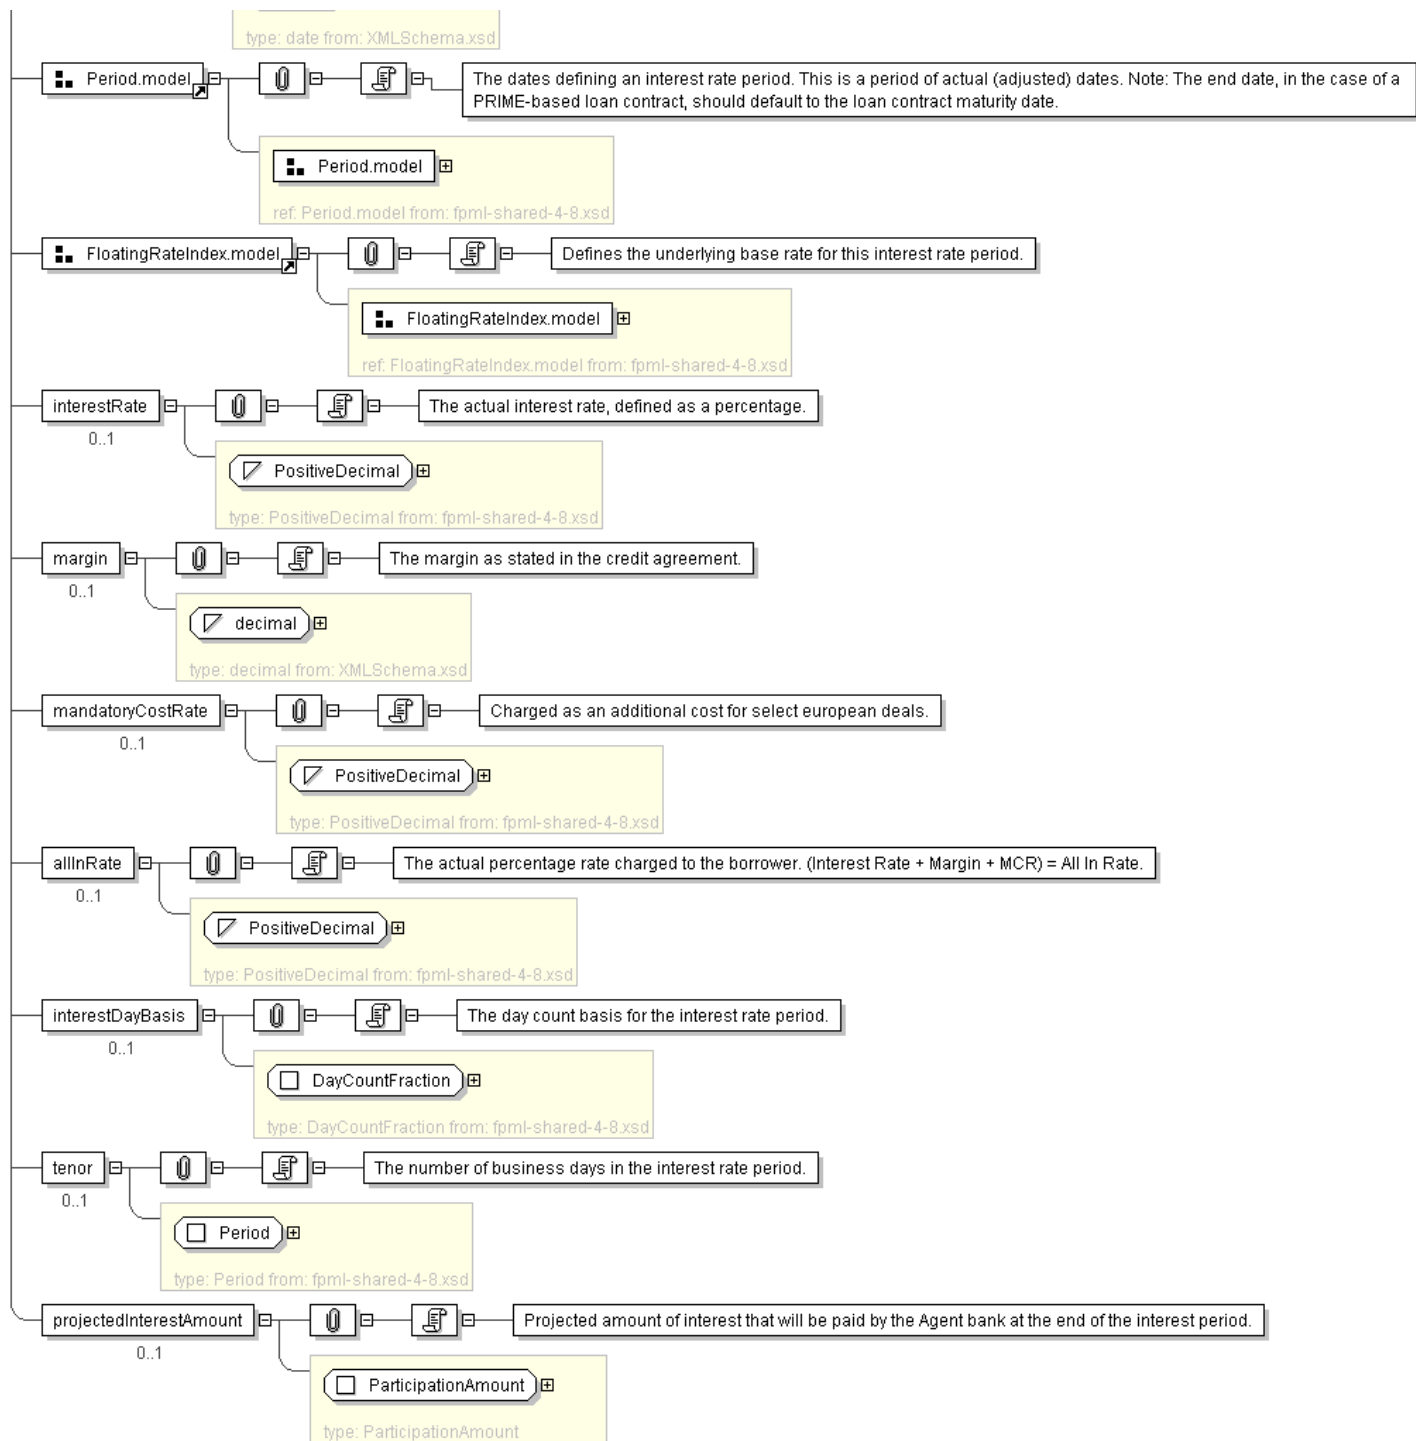 type: date from: XMLSchema.xsd
Period.model
The dates defining an interest rate period. This is a period of actual (adjusted) dates. Note: The end date, in the case of a
PRIME-based loan contract, should default to the loan contract maturity date.
Period.model
ref: Period.model from: fpml-shared-4-8.xsd
FloatingRateIndex.model
Defines the underlying base rate for this interest rate period.
FloatingRateIndex.model
ref: FloatingRateIndex.model from: fpml-shared-4-8.xsd
interestRate
The actual interest rate, defined as a percentage.
0..1
PositiveDecimal
type: PositiveDecimal from: fpml-shared-4-8.xsd
margin
The margin as stated in the credit agreement.
0..1
decimal
type: decimal from: XMLSchema.xsd
mandatoryCostRate
Charged as an additional cost for select european deals.
0..1
PositiveDecimal
type: PositiveDecimal from: fpml-shared-4-8.xsd
allInRate
The actual percentage rate charged to the borrower. (Interest Rate + Margin + MCR) = All In Rate.
0..1
PositiveDecimal
type: PositiveDecimal from: fpml-shared-4-8.xsd
interestDayBasis
The day count basis for the interest rate period.
0..1
DayCountFraction
type: DayCountFraction from: fpml-shared-4-8.xsd
tenor
The number of business days in the interest rate period.
0..1
Period
type: Period from: fpml-shared-4-8.xsd
projectedInterestAmount
Projected amount of interest that will be paid by the Agent bank at the end of the interest period.
0..1
ParticipationAmount
type: ParticipationAmount